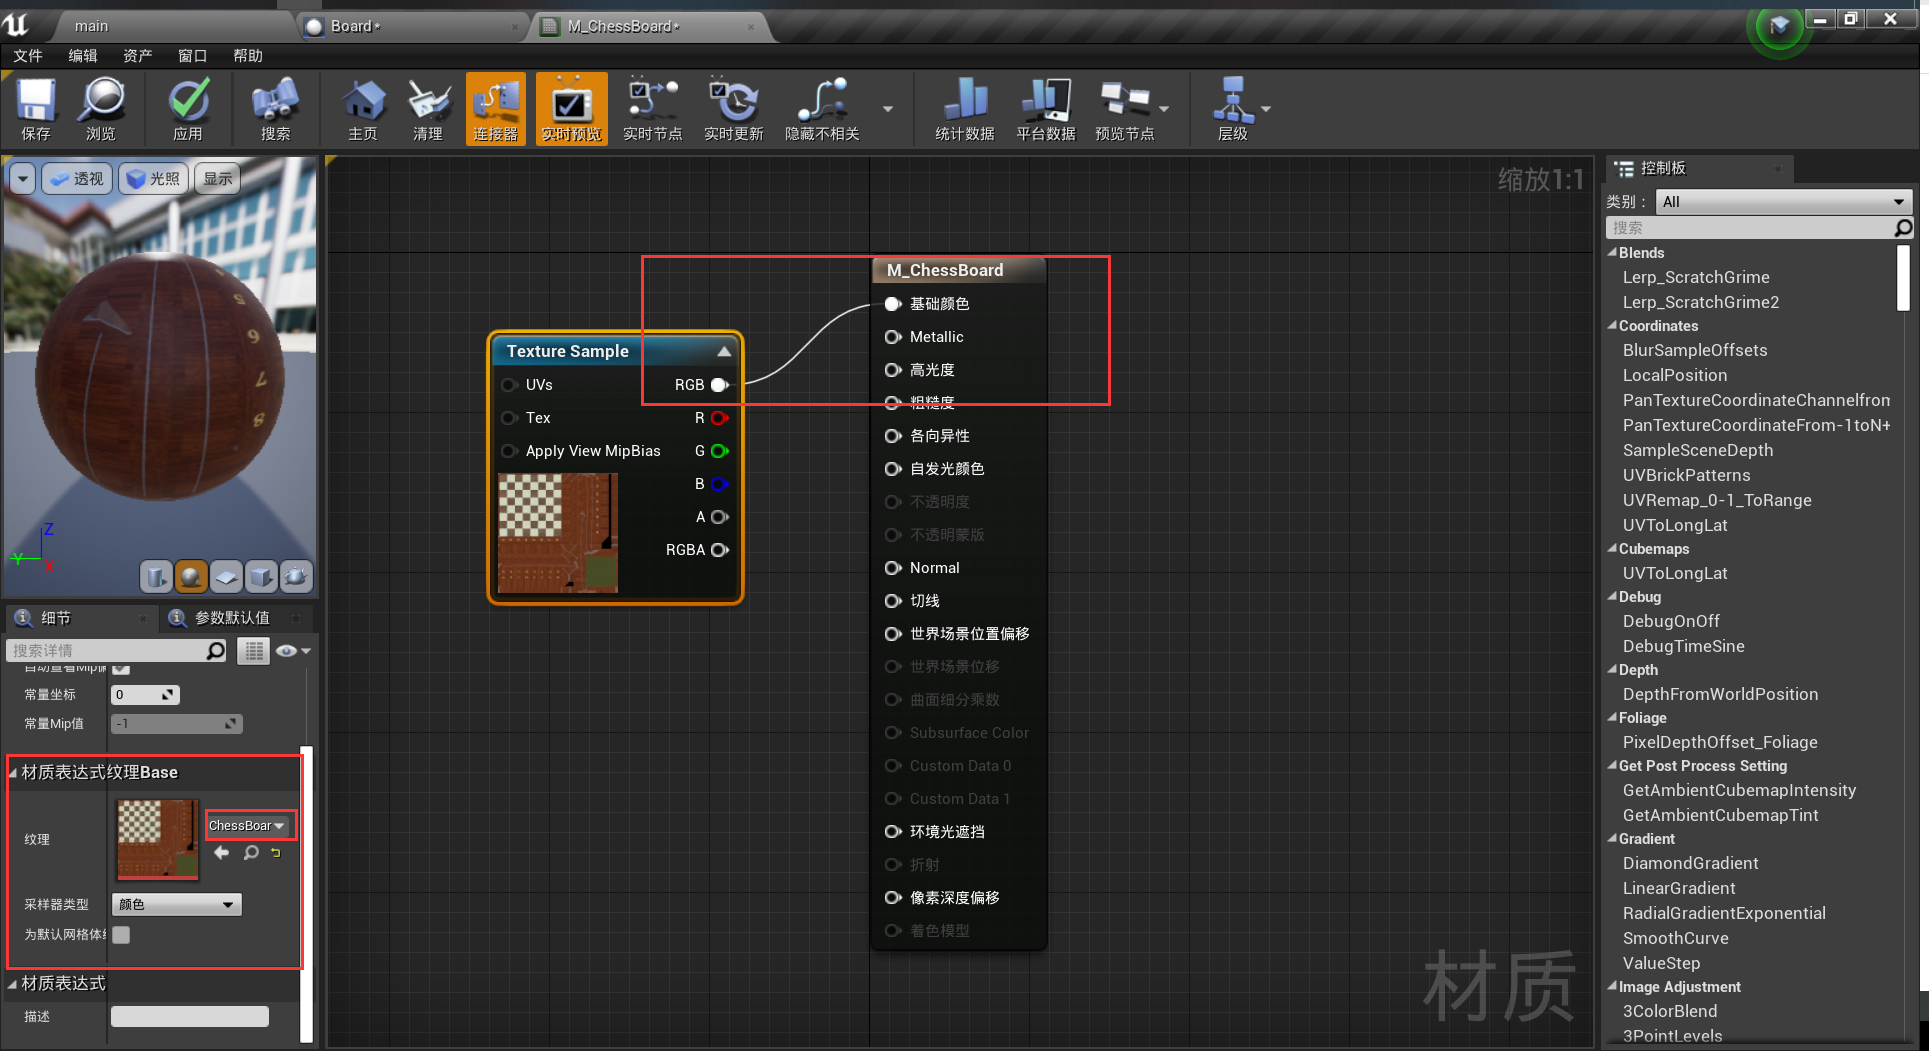 main
Board*
M_ChessBoard*
文件
编辑
资产
窗口
帮助
保存
浏览
应用
搜索
主页
清理
连接器
实时预览
实时节点
实时更新
隐藏不相关
统计数据
平台数据
预览节点
层级
透视
光照
显示
5
6
7
8
Z
Y
X
细节
参数默认值
搜索详情
常量坐标
0
常量Mip值
-1
材质表达式纹理Base
纹理
ChessBoar
采样器类型
颜色
为默认网格体
材质表达式
描述
缩放1:1
Texture Sample
UVs
RGB
Tex
R
Apply View MipBias
G
B
A
RGBA
M_ChessBoard
基础颜色
Metallic
高光度
粗糙度
各向异性
自发光颜色
不透明度
不透明蒙版
Normal
切线
世界场景位置偏移
世界场景位移
曲面细分乘数
Subsurface Color
Custom Data 0
Custom Data 1
环境光遮挡
折射
像素深度偏移
着色模型
材质
控制板
类别：
All
搜索
Blends
Lerp_ScratchGrime
Lerp_ScratchGrime2
Coordinates
BlurSampleOffsets
LocalPosition
PanTextureCoordinateChannelfron
PanTextureCoordinateFrom-1toN+
SampleSceneDepth
UVBrickPatterns
UVRemap_0-1_ToRange
UVToLongLat
Cubemaps
UVToLongLat
Debug
DebugOnOff
DebugTimeSine
Depth
DepthFromWorldPosition
Foliage
PixelDepthOffset_Foliage
Get Post Process Setting
GetAmbientCubemapIntensity
GetAmbientCubemapTint
Gradient
DiamondGradient
LinearGradient
RadialGradientExponential
SmoothCurve
ValueStep
Image Adjustment
3ColorBlend
3PointLevels